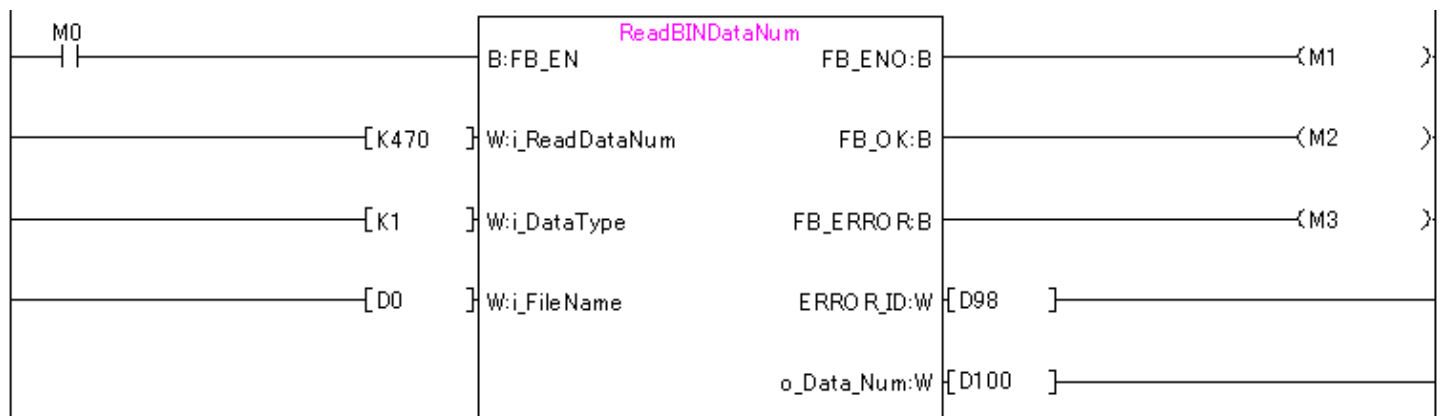 M0
ReadBINDataNum
B:FB_EN FB_ENO:B M1
K470 W:i_ReadDataNum FB_OK:B M2
K1 W:i_DataType FB_ERROR:B M3
D0 W:i_FileName ERROR_ID:W D98
o_Data_Num:W D100